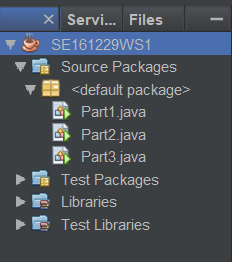 Servi... Files
SE161229WS1
Source Packages
<default package>
Part1.java
Part2.java
Part3.java
Test Packages
Libraries
Test Libraries